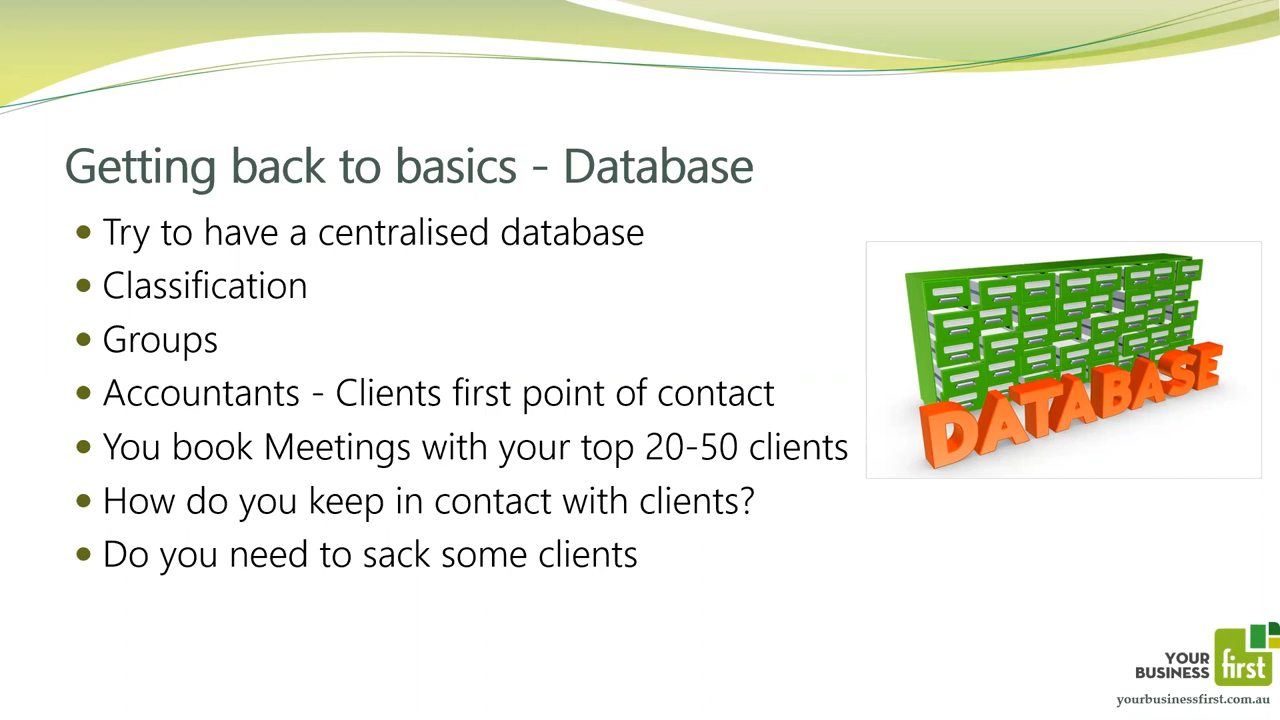 Getting back to basics - Database
Try to have a centralised database
Classification
Groups
Accountants - Clients first point of contact
You book Meetings with your top 20-50 clients
How do you keep in contact with clients?
Do you need to sack some clients
DATABASE
YOUR
BUSINESS first
yourbusinessfirst.com.au